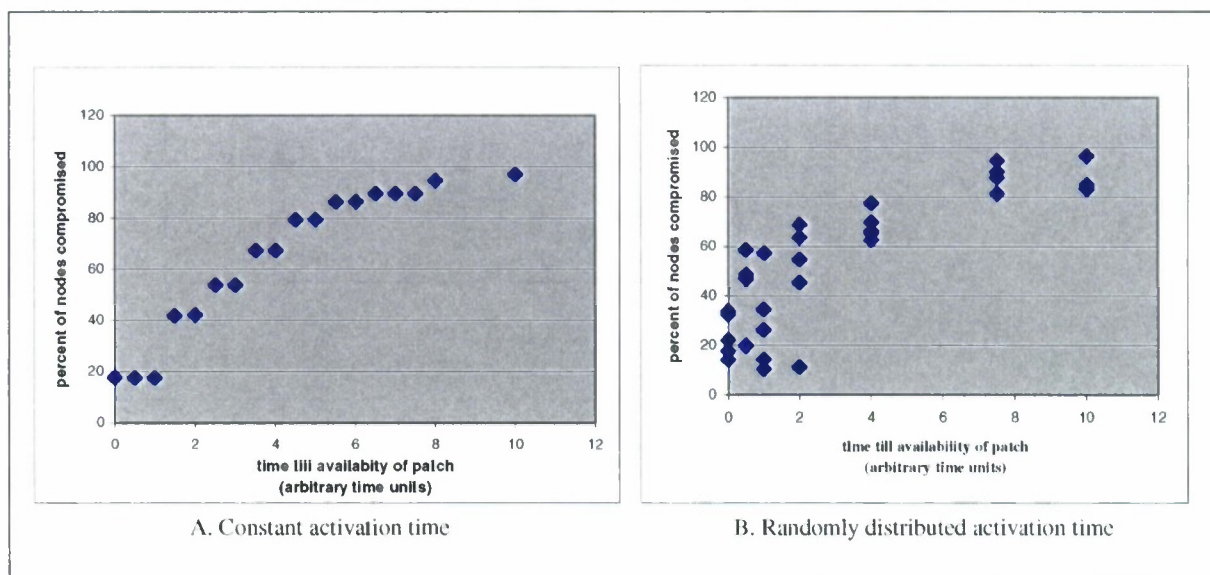 120
100
80
60
40
20
0
percent of nodes compromised
0 2 4 6 8 10 12
time liii availabity of patch
(arbitrary time units)
A. Constant activation time
120
100
80
60
40
20
0
percent of nodes compromised
0 2 4 6 8 10 12
time till availability of patch
(arbitrary time units)
B. Randomly distributed activation time